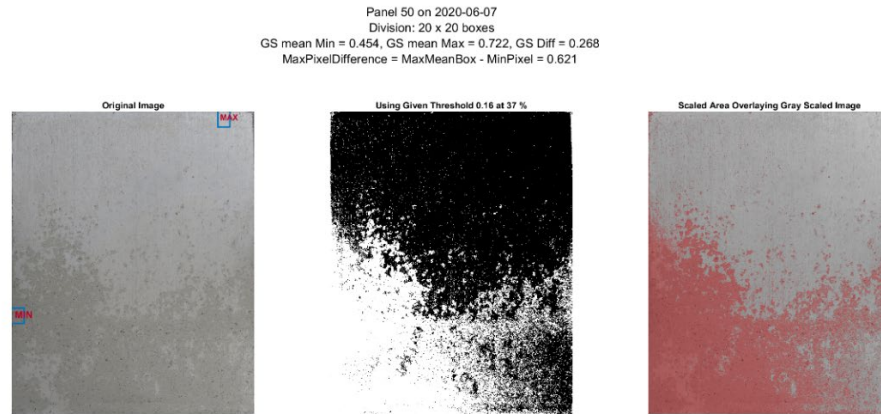 Panel 50 on 2020-06-07
Division: 20 x 20 boxes
GS mean Min = 0.454, GS mean Max = 0.722, GS Diff = 0.268
MaxPixelDifference = MaxMeanBox - MinPixel = 0.621
Original Image
Using Given Threshold 0.16 at 37 %
Scaled Area Overlaying Gray Scaled Image
MAX
MIN